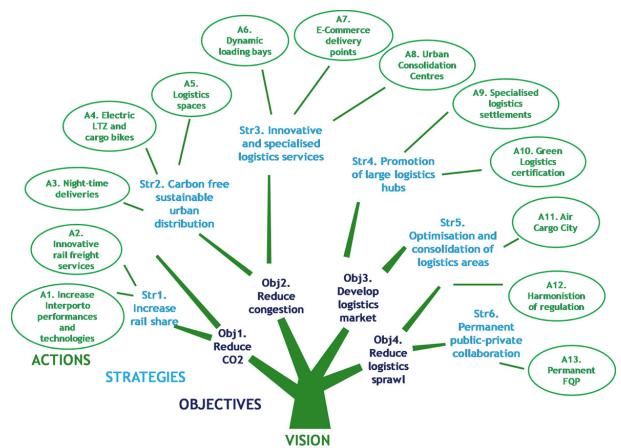 A1. Increase
Interporto
performances
and
technologies
A2.
Innovative
rail freight
services
A3. Night-time
deliveries
A4. Electric
LTZ and
cargo bikes
A5.
Logistics
spaces
A6.
Dynamic
loading bays
A7.
E-Commerce
delivery
points
A8. Urban
Consolidation
Centres
A9. Specialised
logistics
settlements
A10. Green
Logistics
certification
A11. Air
Cargo City
A12.
Harmonistion
of regulation
A13.
Permanent
FQP
Str1.
Increase
rail share
Str2. Carbon free
sustainable
urban
distribution
Str3. Innovative
and specialised
logistics services
Str4. Promotion
of large logistics
hubs
Str5.
Optimisation and
consolidation of
logistics areas
Str6.
Permanent
public-private
collaboration
Obj1.
Reduce
CO2
Obj2.
Reduce
congestion
Obj3.
Develop
logistics
market
Obj4.
Reduce
logistics
sprawl
ACTIONS
STRATEGIES
OBJECTIVES
VISION